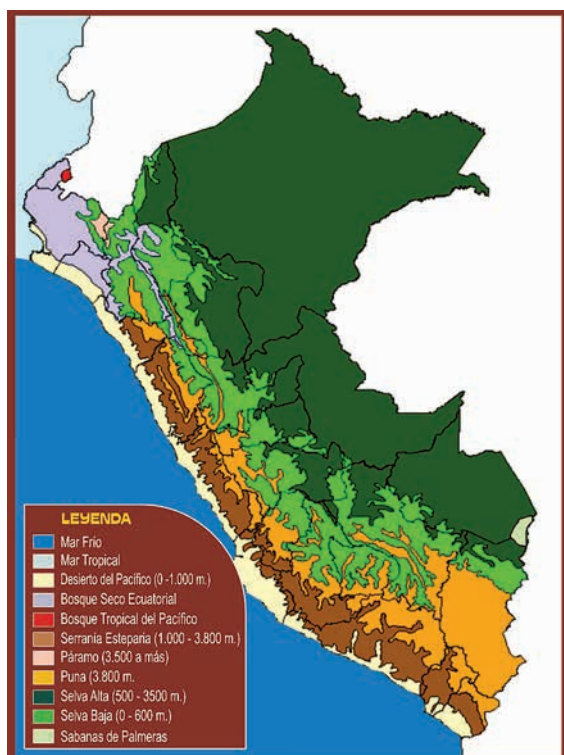 LEYENDA
Mar Frío
Mar Tropical
Desierto del Pacífico (0 -1.000 m.)
Bosque Seco Ecuatorial
Bosque Tropical del Pacífico
Serranía Esteparia (1.000 - 3.800 m.)
Páramo (3.500 a más)
Puna (3.800 m.
Selva Alta (500 - 3500 m.)
Selva Baja (0 - 600 m.)
Sabanas de Palmeras